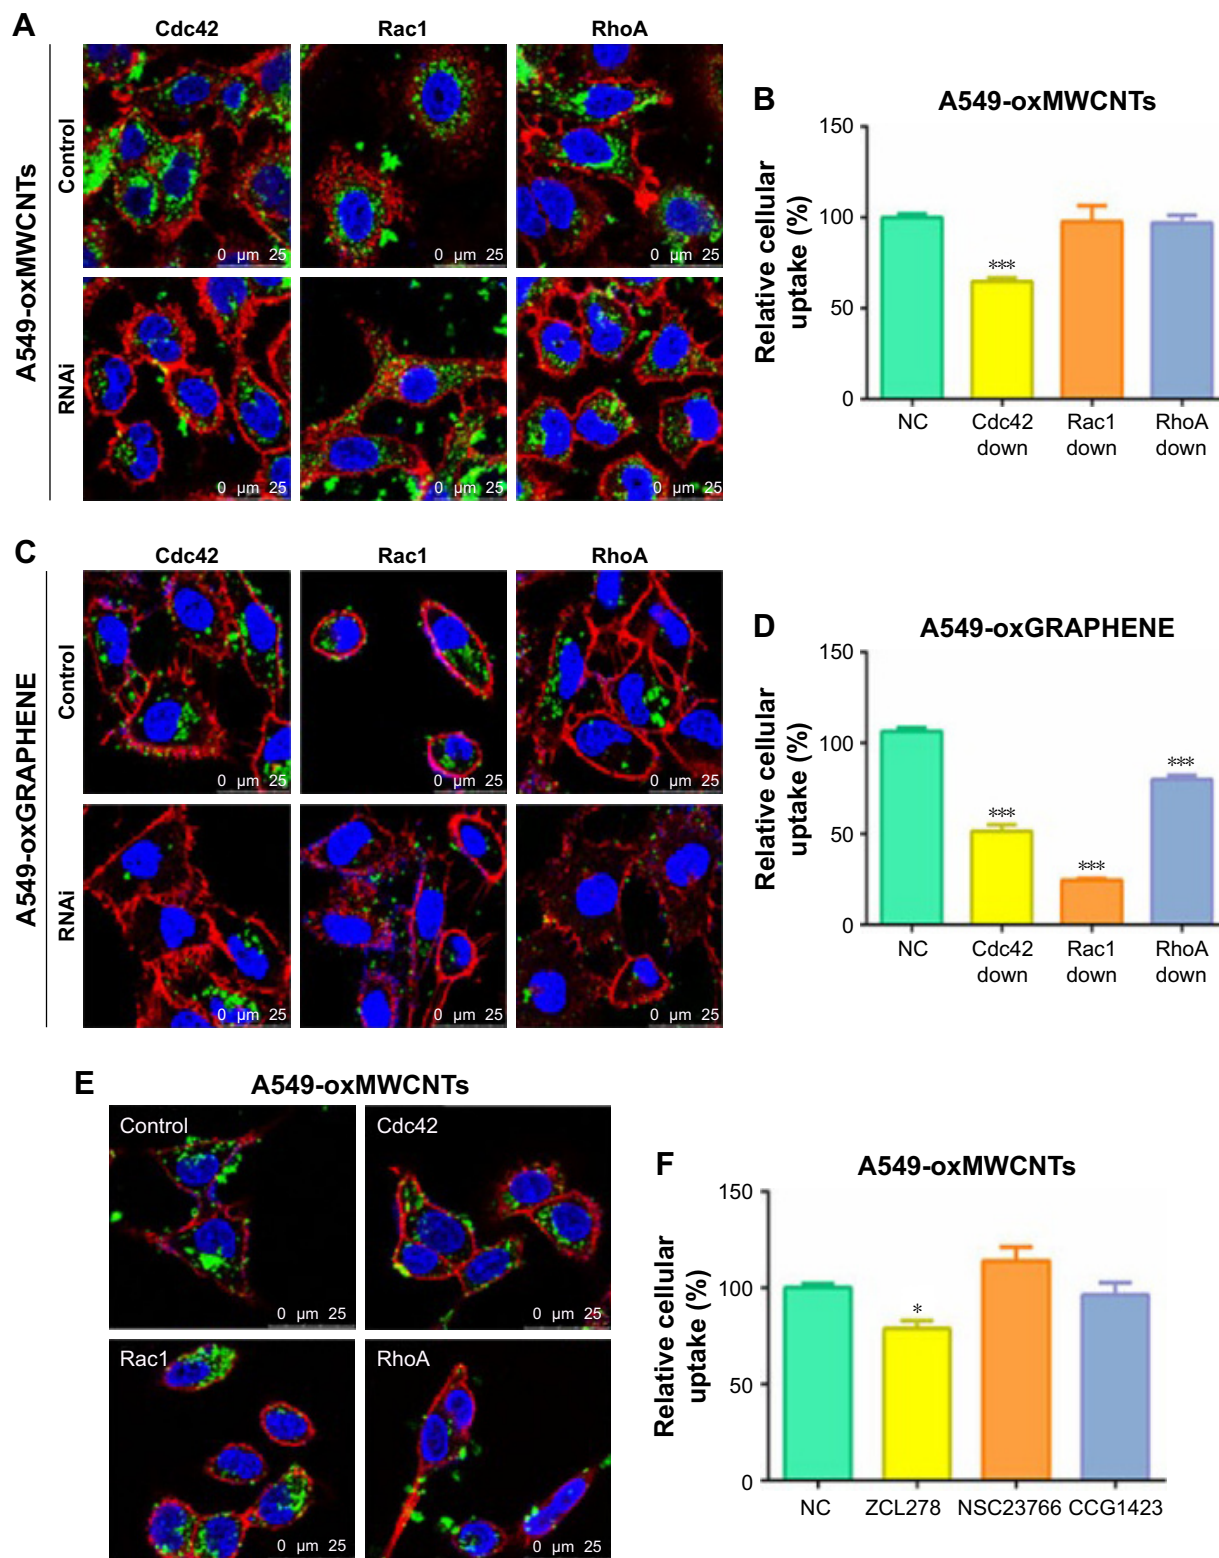 A
Cdc42 Rac1 RhoA
A549-oxMWCNTs
Control
0 µm 25 0 µm 25 0 µm 25
RNAi
0 µm 25 0 µm 25 0 µm 25
B
A549-oxMWCNTs
Relative cellular
uptake (%)
150
100
50
0
***
NC Cdc42 Rac1 RhoA
down down down
C
Cdc42 Rac1 RhoA
A549-oxGRAPHENE
Control
0 µm 25 0 µm 25 0 µm 25
RNAi
0 µm 25 0 µm 25 0 µm 25
D
A549-oxGRAPHENE
Relative cellular
uptake (%)
150
100
50
0
*** *** ***
NC Cdc42 Rac1 RhoA
down down down
E
A549-oxMWCNTs
Control Cdc42
0 µm 25 0 µm 25
Rac1 RhoA
0 µm 25 0 µm 25
F
A549-oxMWCNTs
Relative cellular
uptake (%)
150
100
50
0
*
NC ZCL278 NSC23766 CCG1423